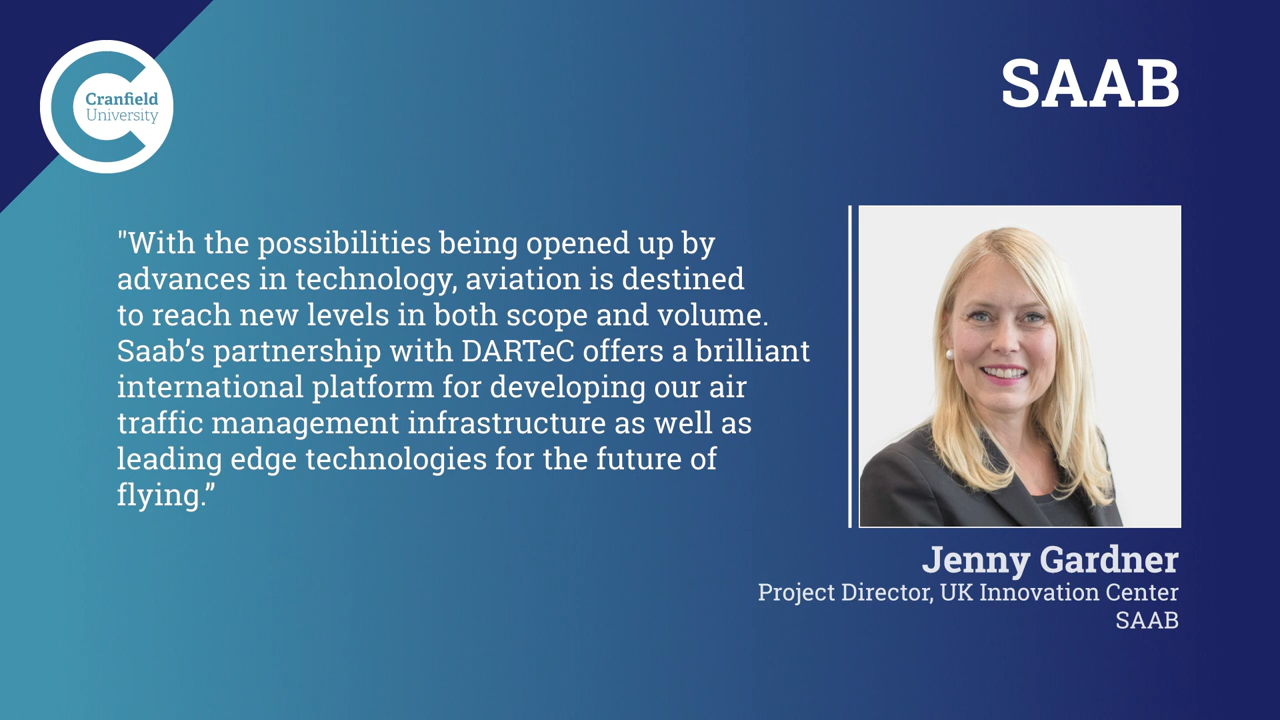 Cranfield
University
SAAB
"With the possibilities being opened up by
advances in technology, aviation is destined
to reach new levels in both scope and volume.
Saab’s partnership with DARTeC offers a brilliant
international platform for developing our air
traffic management infrastructure as well as
leading edge technologies for the future of
flying.”
Jenny Gardner
Project Director, UK Innovation Center
SAAB